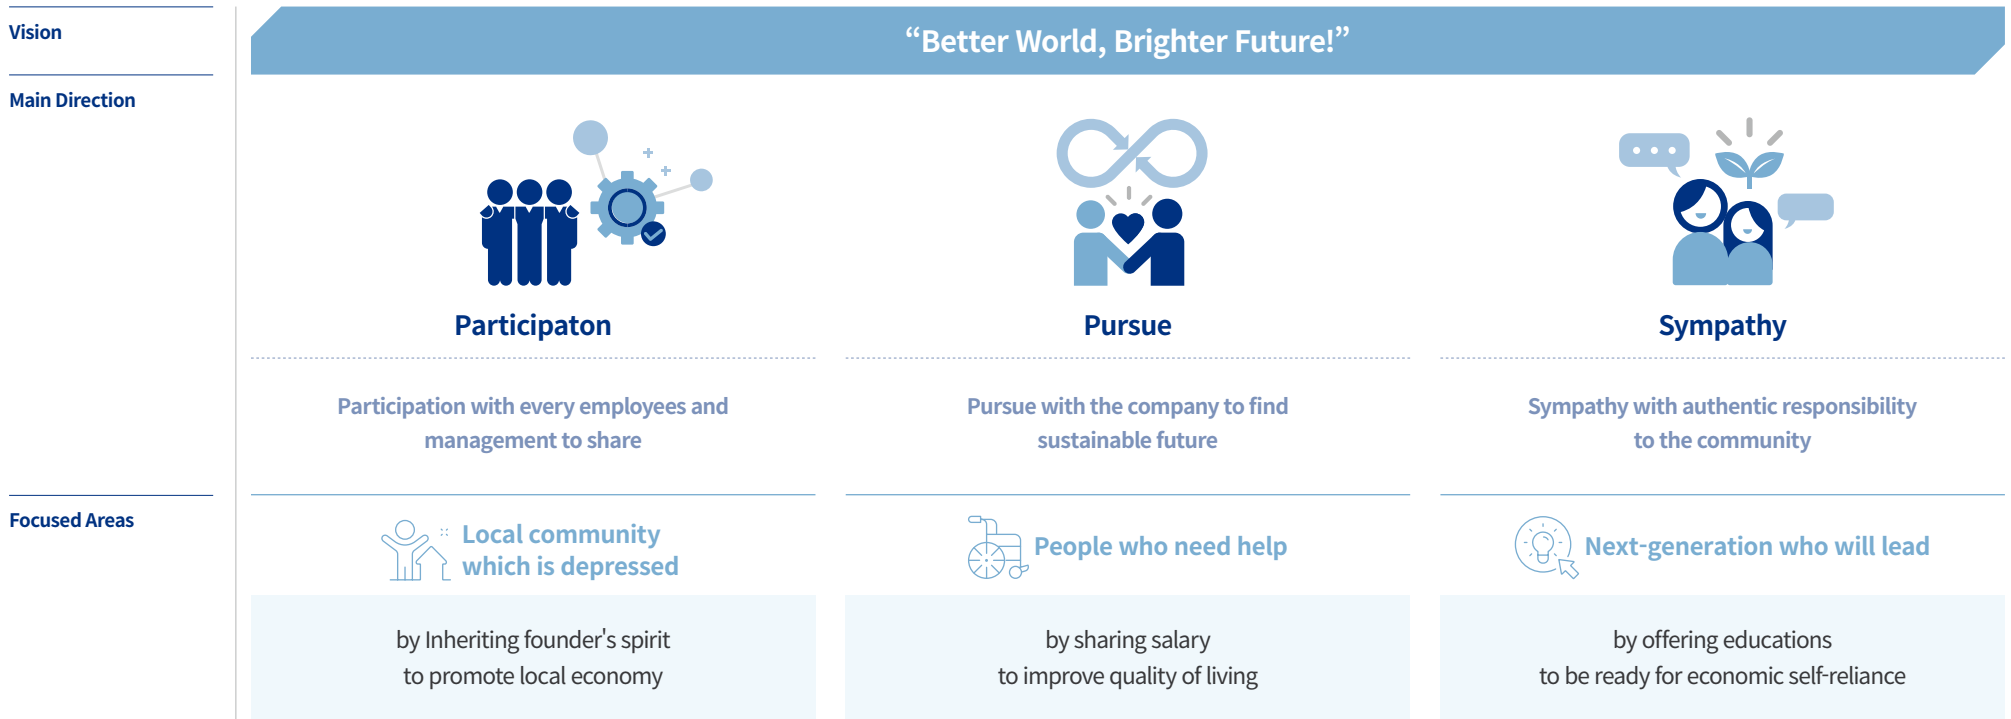 Vision
“Better World, Brighter Future!”
Main Direction
Participaton
Participation with every employees and
management to share
Pursue
Pursue with the company to find
sustainable future
Sympathy
Sympathy with authentic responsibility
to the community
Focused Areas
Local community
which is depressed
by Inheriting founder's spirit
to promote local economy
People who need help
by sharing salary
to improve quality of living
Next-generation who will lead
by offering educations
to be ready for economic self-reliance